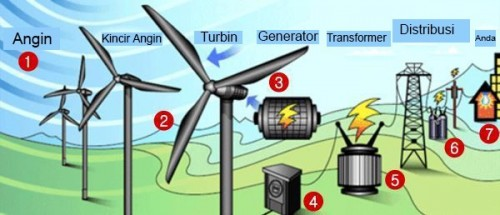 Angin
Kincir Angin
Turbin
Generator
Transformer
Distribusi
Anda
1
2
3
4
5
6
7